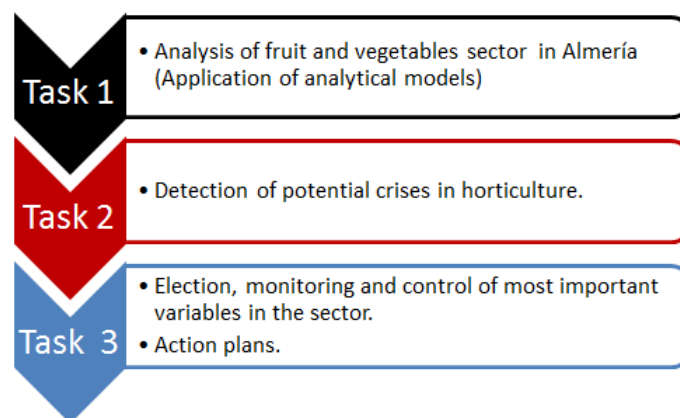 Task 1
• Analysis of fruit and vegetables sector in Almería
(Application of analytical models)
Task 2
• Detection of potential crises in horticulture.
Task 3
• Election, monitoring and control of most important
variables in the sector.
• Action plans.